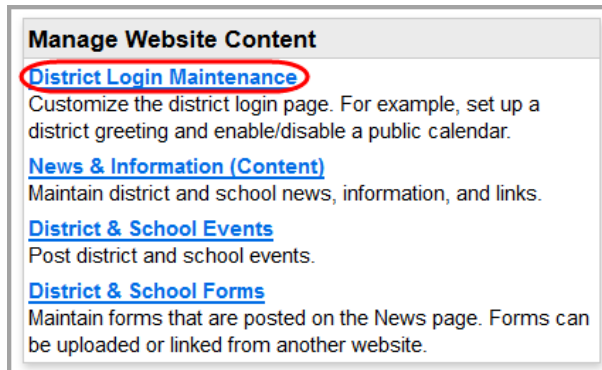 Manage Website Content
District Login Maintenance
Customize the district login page. For example, set up a
district greeting and enable/disable a public calendar.
News & Information (Content)
Maintain district and school news, information, and links.
District & School Events
Post district and school events.
District & School Forms
Maintain forms that are posted on the News page. Forms can
be uploaded or linked from another website.